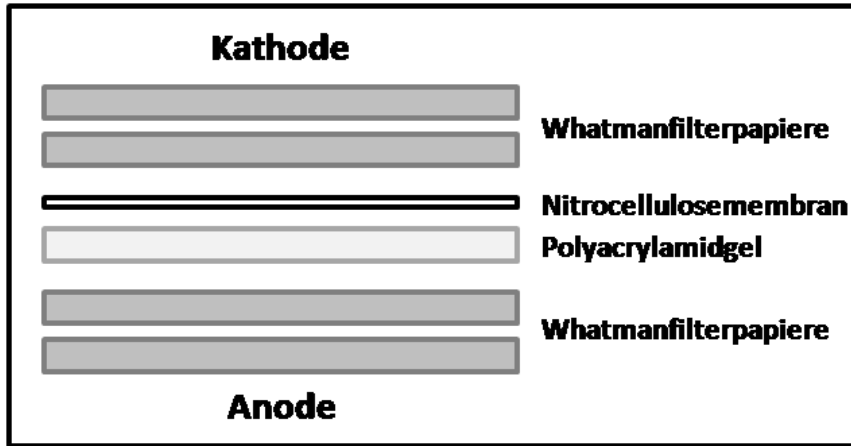 Kathode
Whatmanfilterpapiere
Nitrocellulosemembran
Polyacrylamidgel
Whatmanfilterpapiere
Anode